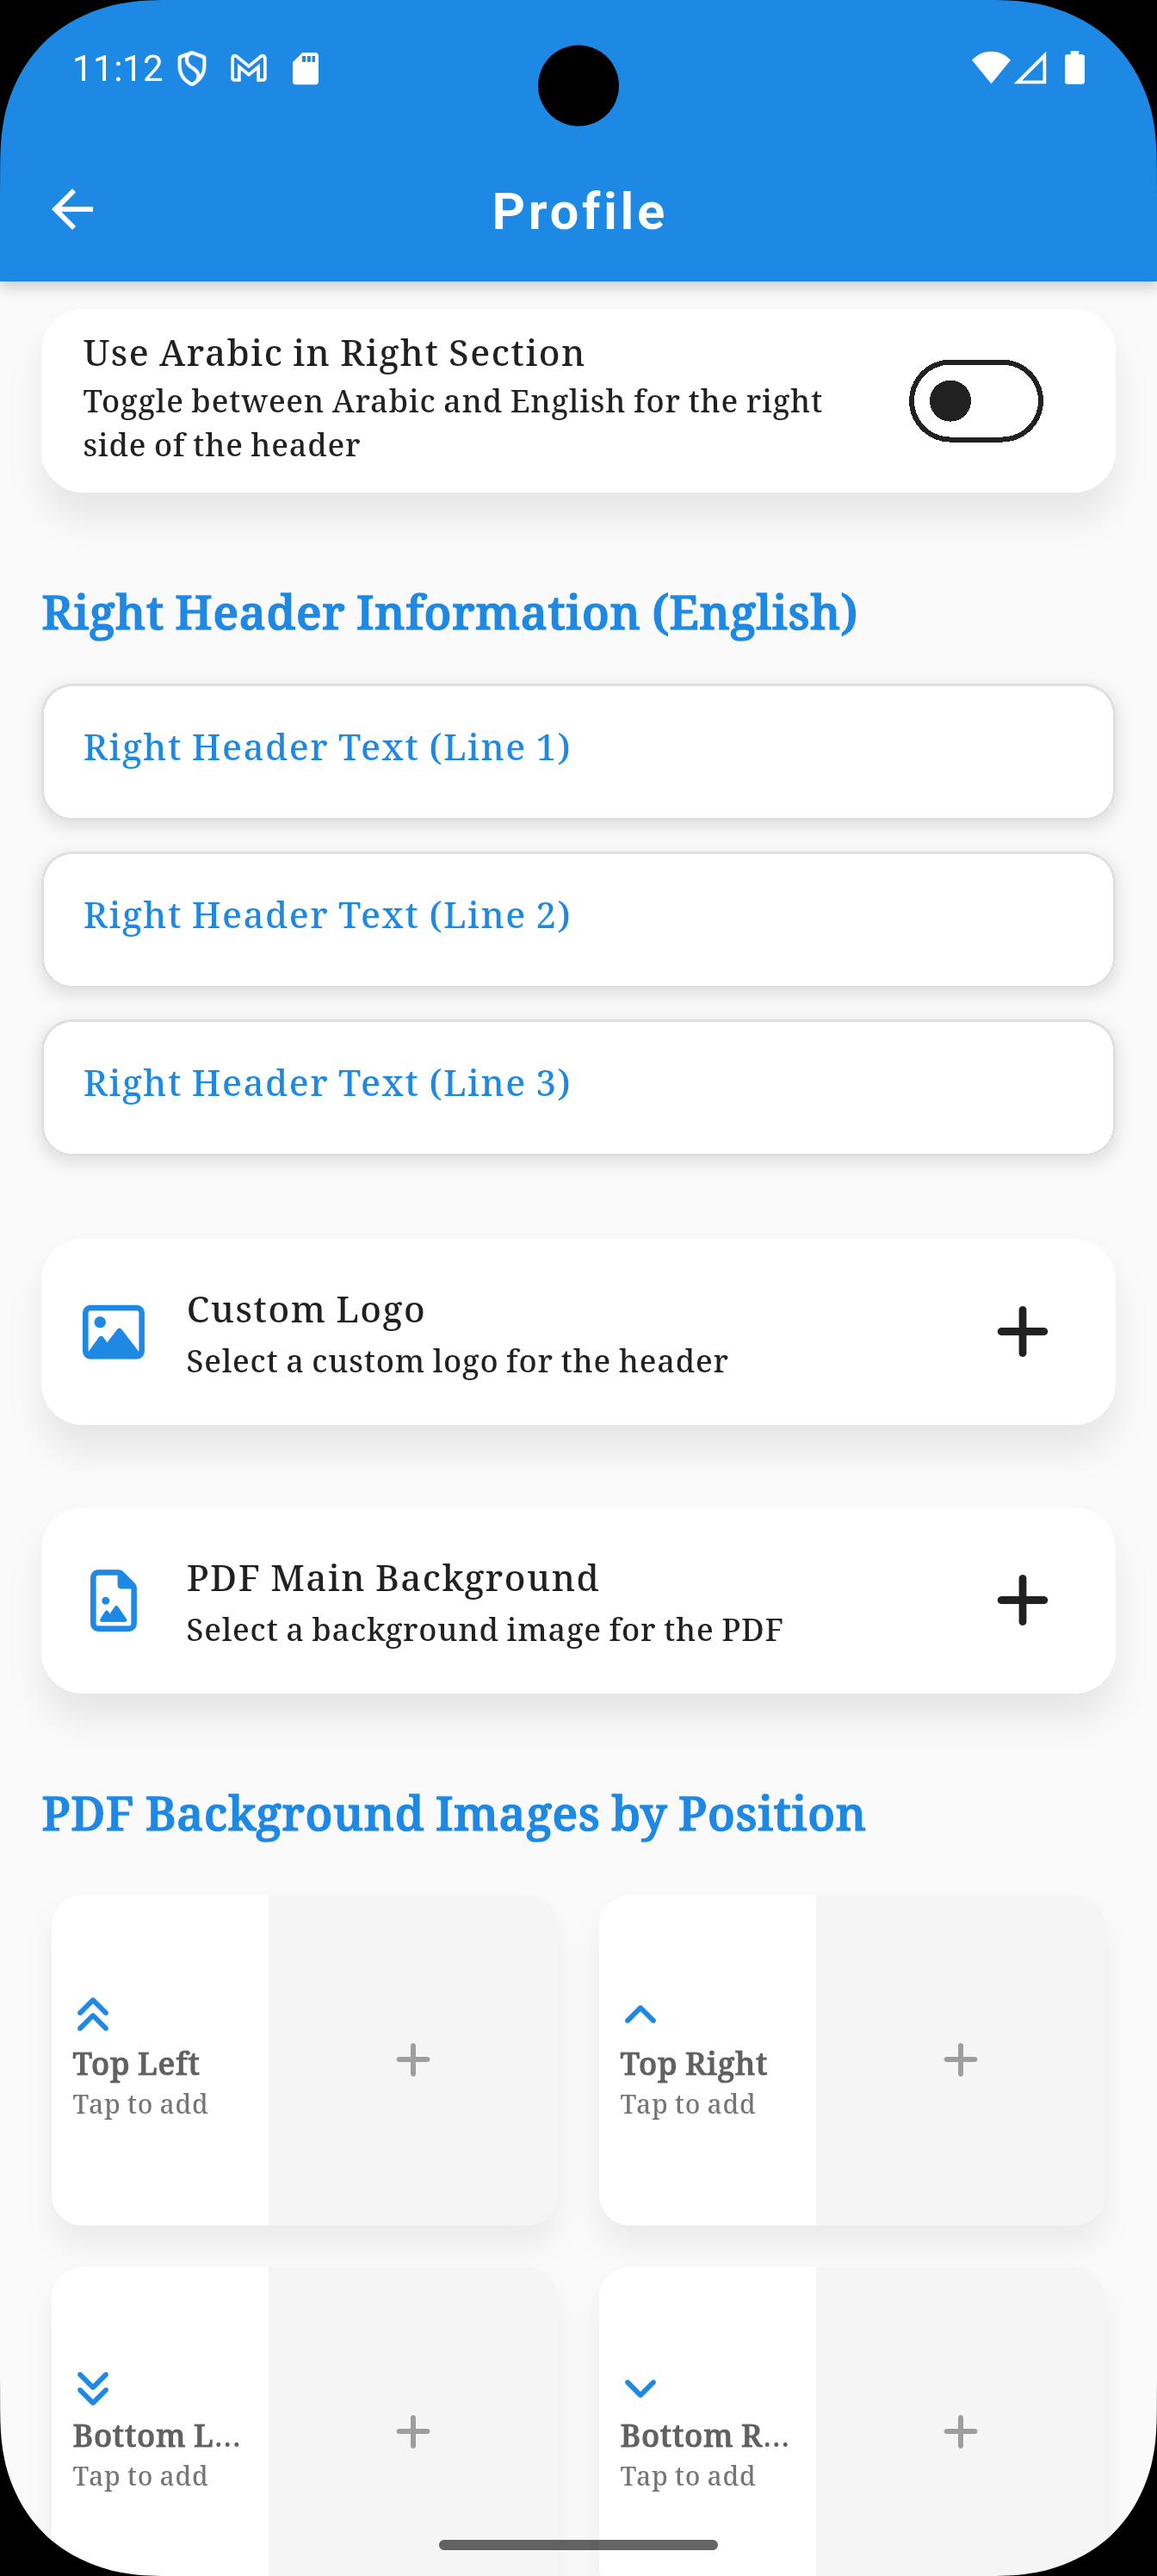 11:12
Profile
Use Arabic in Right Section
Toggle between Arabic and English for the right
side of the header
Right Header Information (English)
Right Header Text (Line 1)
Right Header Text (Line 2)
Right Header Text (Line 3)
Custom Logo
Select a custom logo for the header
PDF Main Background
Select a background image for the PDF
PDF Background Images by Position
Top Left
Tap to add
Top Right
Tap to add
Bottom L...
Tap to add
Bottom R...
Tap to add